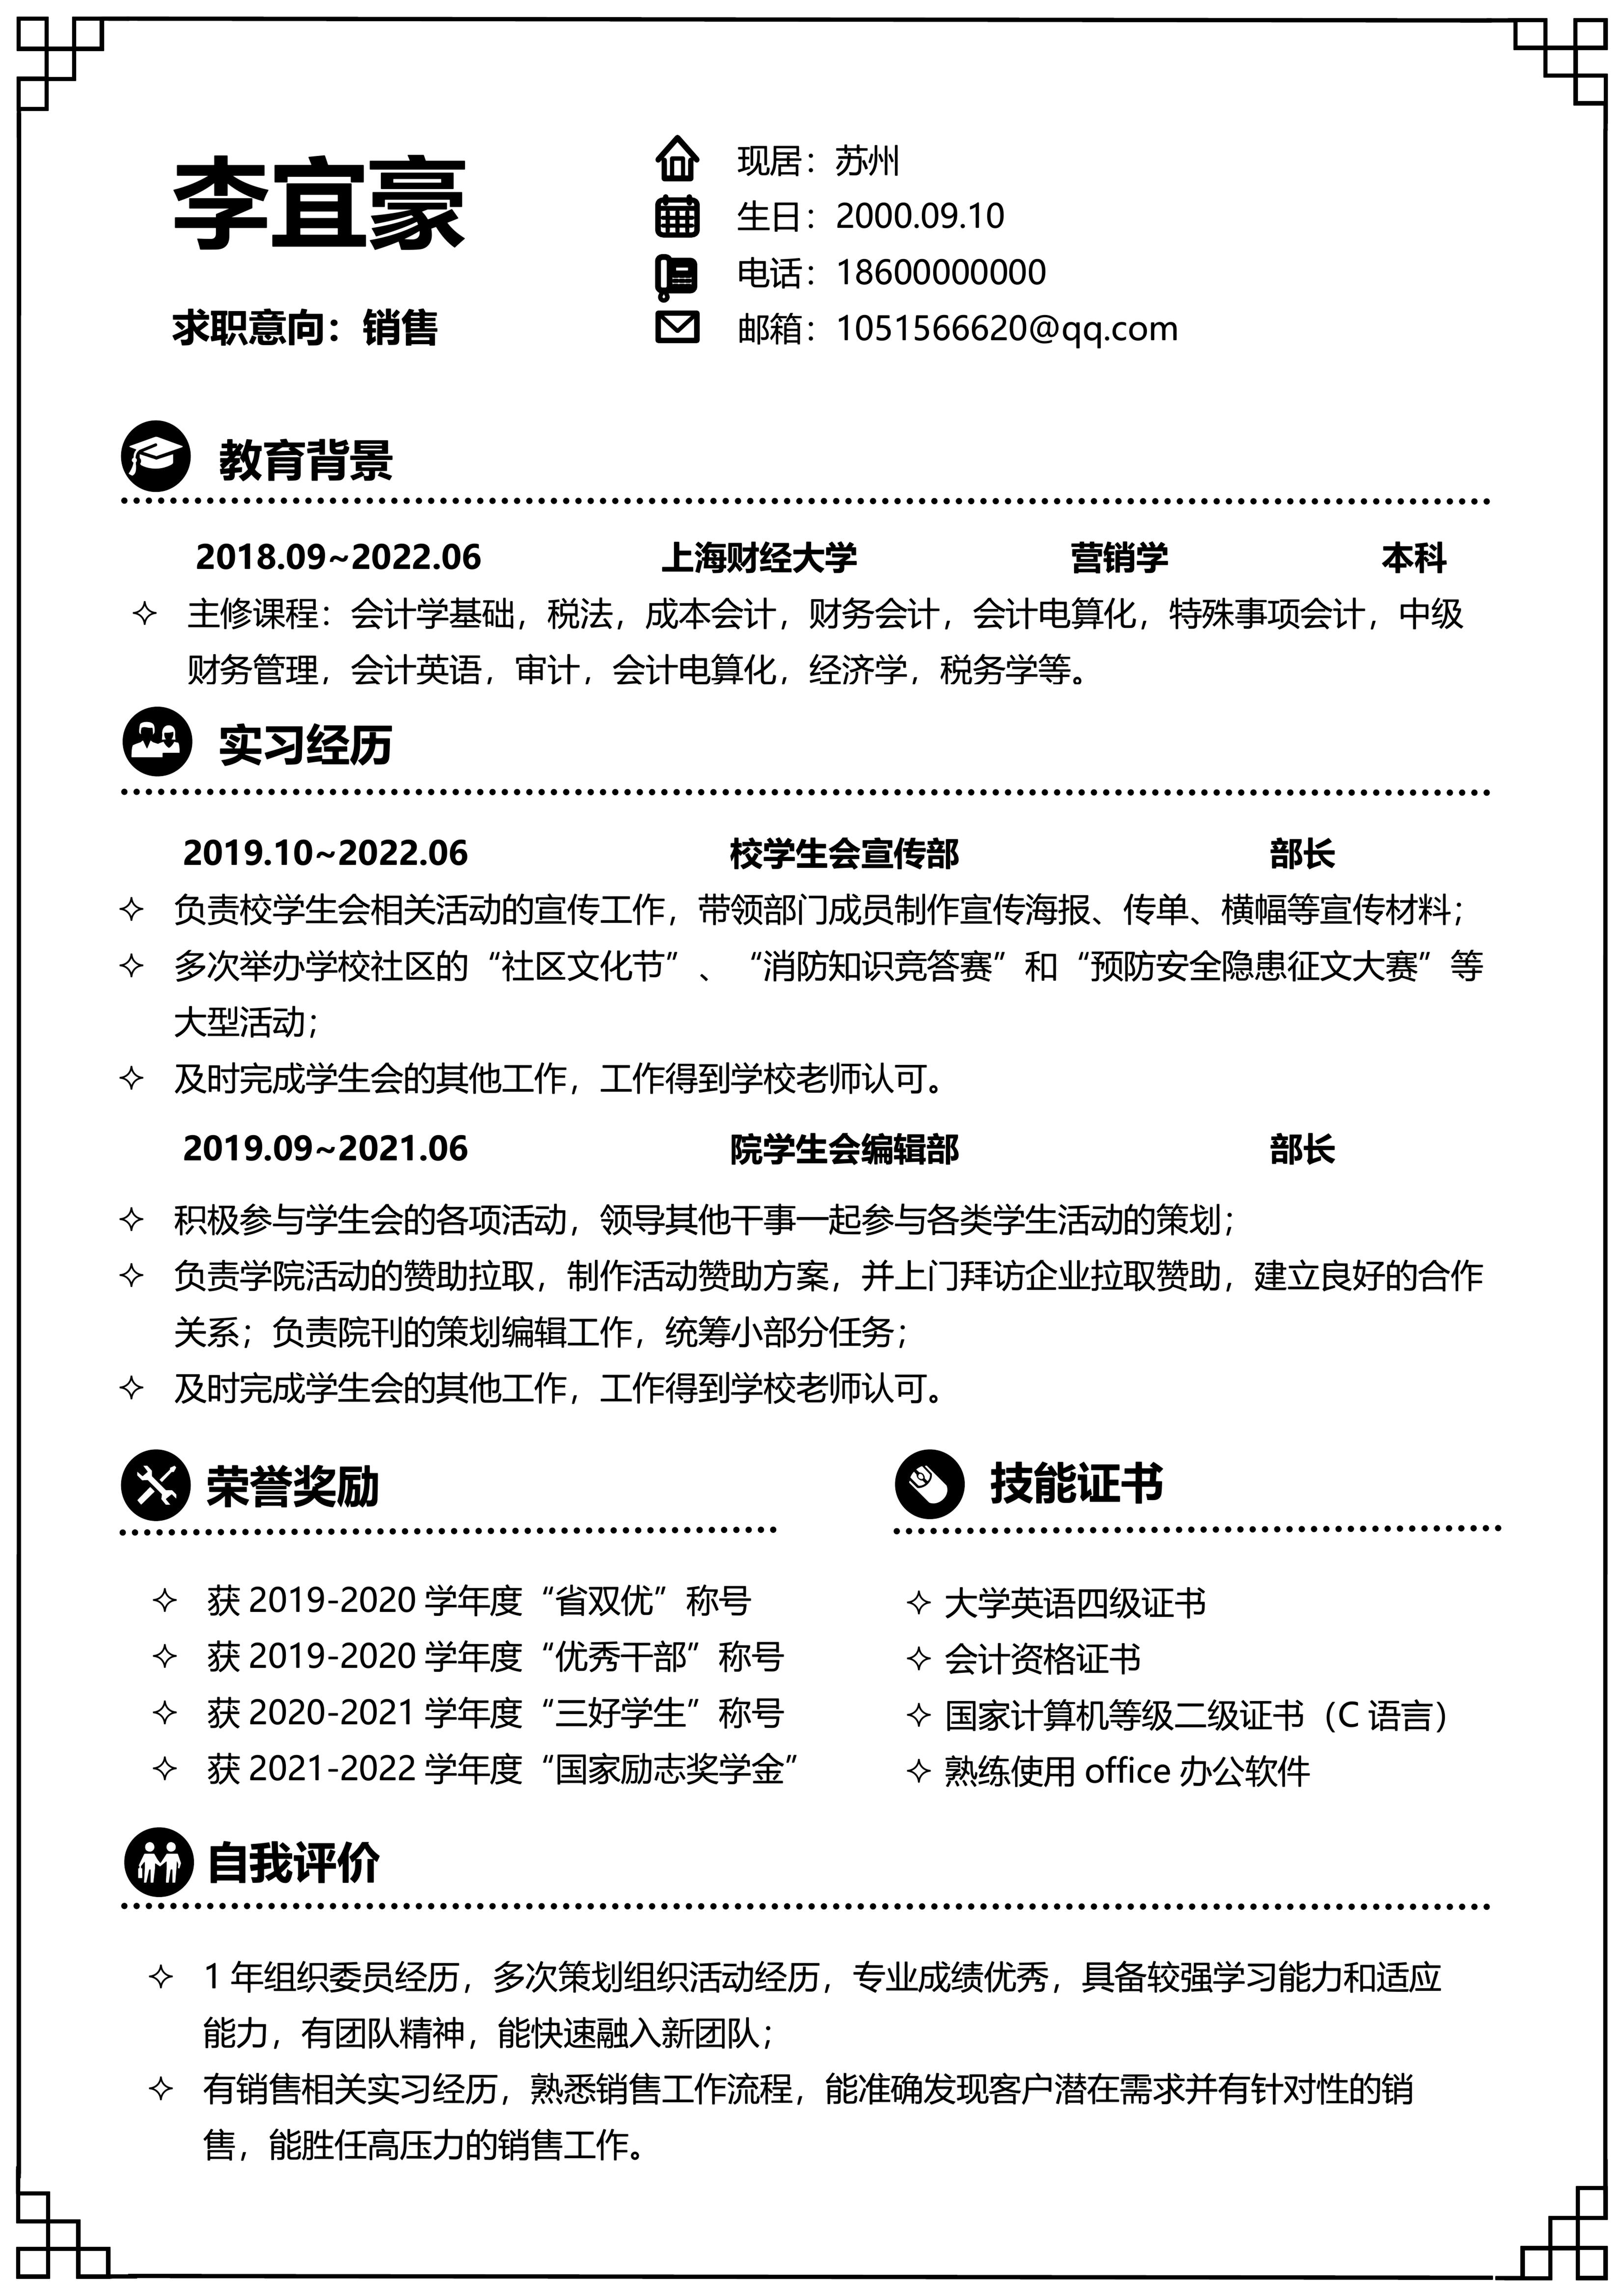 李宜豪
求职意向：销售
现居：苏州
生日：2000.09.10
电话：18600000000
邮箱：1051566620@qq.com
教育背景
2018.09~2022.06 上海财经大学 营销学 本科
主修课程：会计学基础，税法，成本会计，财务会计，会计电算化，特殊事项会计，中级
财务管理，会计英语，审计，会计电算化，经济学，税务学等。
实习经历
2019.10~2022.06 校学生会宣传部 部长
负责校学生会相关活动的宣传工作，带领部门成员制作宣传海报、传单、横幅等宣传材料；
多次举办学校社区的“社区文化节”、“消防知识竞答赛”和“预防安全隐患征文大赛”等
大型活动；
及时完成学生会的其他工作，工作得到学校老师认可。
2019.09~2021.06 院学生会编辑部 部长
积极参与学生会的各项活动，领导其他干事一起参与各类学生活动的策划；
负责学院活动的赞助拉取，制作活动赞助方案，并上门拜访企业拉取赞助，建立良好的合作
关系；负责院刊的策划编辑工作，统筹小部分任务；
及时完成学生会的其他工作，工作得到学校老师认可。
荣誉奖励
获 2019-2020 学年度“省双优”称号
获 2019-2020 学年度“优秀干部”称号
获 2020-2021 学年度“三好学生”称号
获 2021-2022 学年度“国家励志奖学金”
技能证书
大学英语四级证书
会计资格证书
国家计算机等级二级证书（C 语言）
熟练使用 office 办公软件
自我评价
1 年组织委员经历，多次策划组织活动经历，专业成绩优秀，具备较强学习能力和适应
能力，有团队精神，能快速融入新团队；
有销售相关实习经历，熟悉销售工作流程，能准确发现客户潜在需求并有针对性的销
售，能胜任高压力的销售工作。